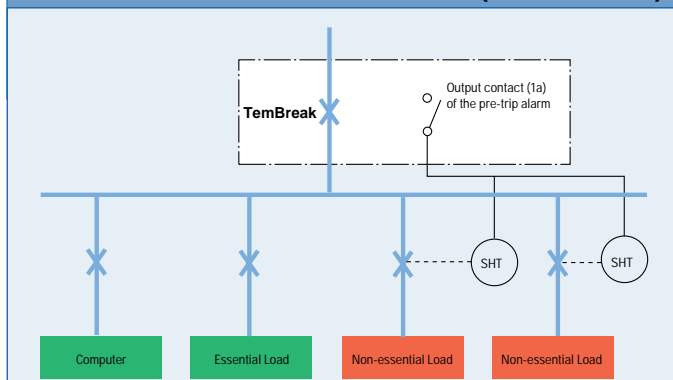 Output contact (1a)
of the pre-trip alarm
TemBreak
SHT
SHT
Computer
Essential Load
Non-essential Load
Non-essential Load